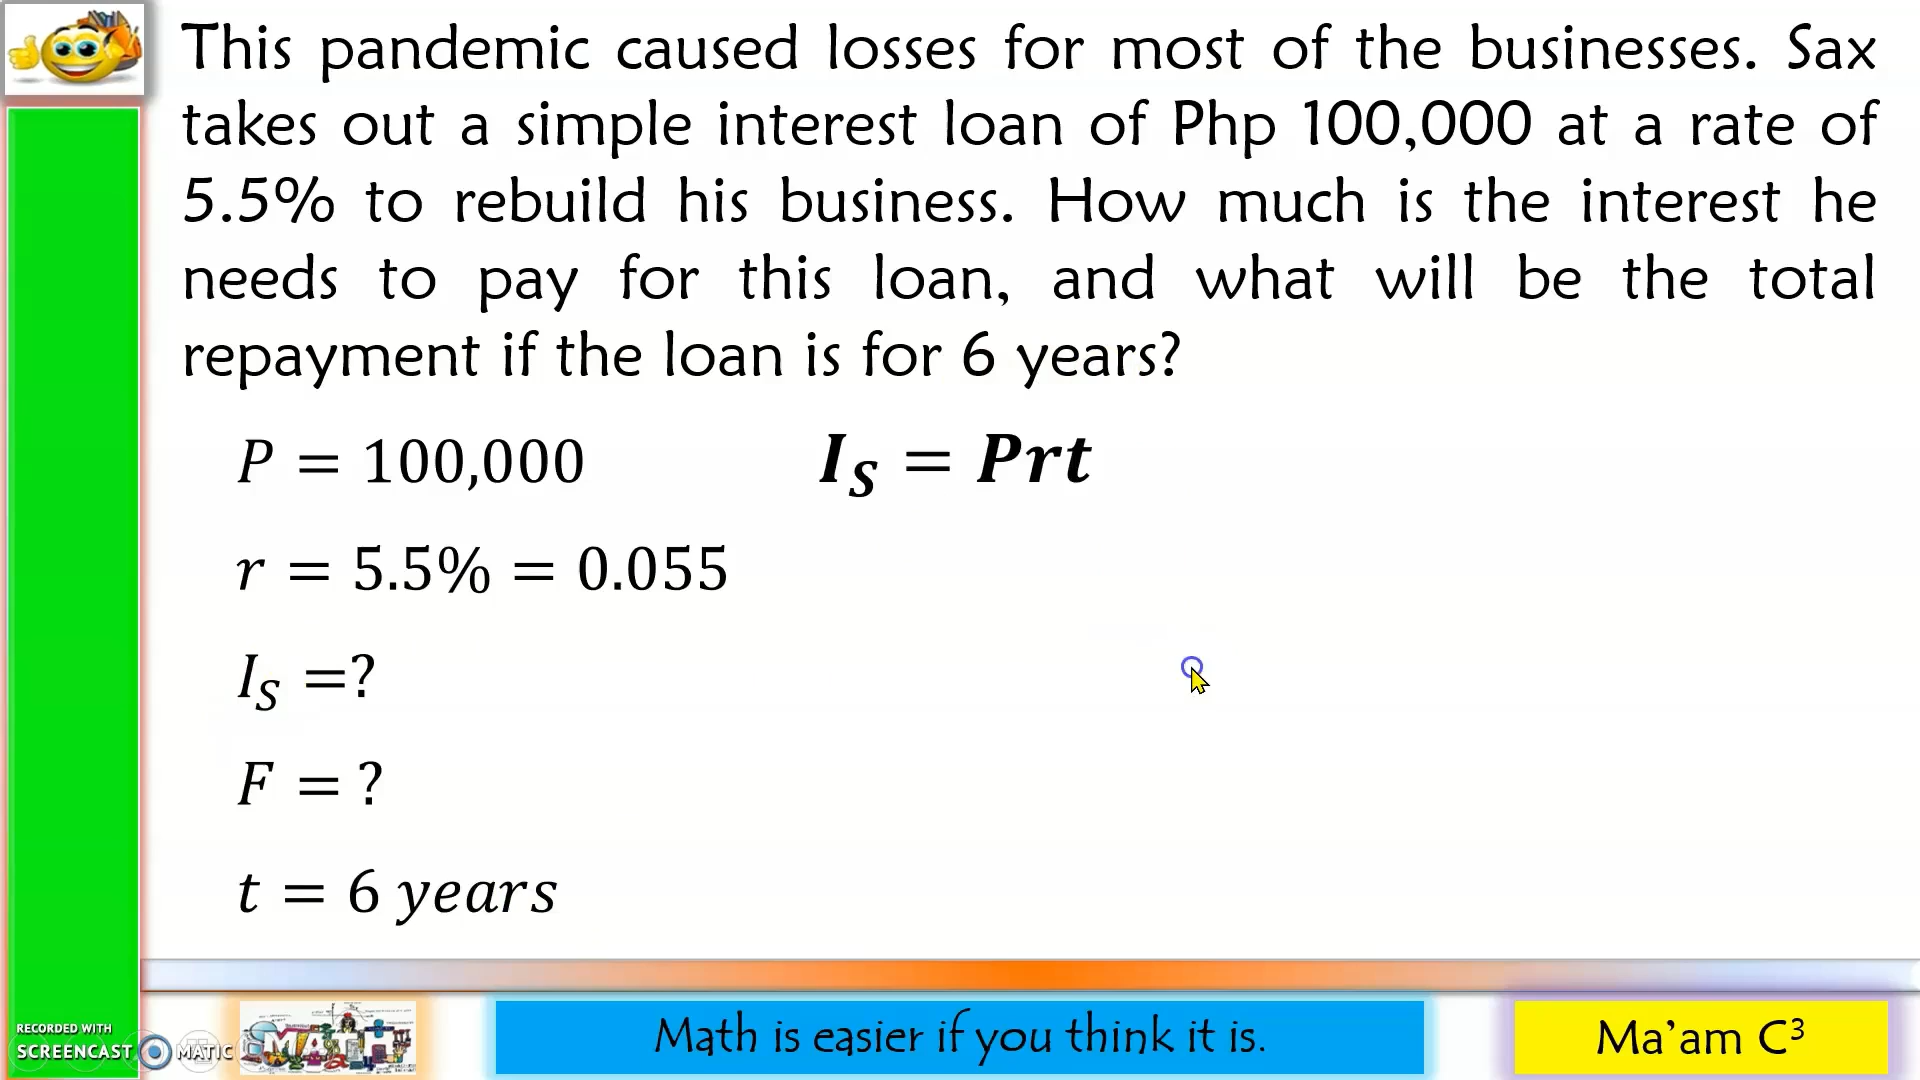 This pandemic caused losses for most of the businesses. Sax
takes out a simple interest loan of Php 100,000 at a rate of
5.5% to rebuild his business. How much is the interest he
needs to pay for this loan, and what will be the total
repayment if the loan is for 6 years?
P = 100,000
I_S = Prt
r = 5.5% = 0.055
I_S =?
F = ?
t = 6 years
RECORDED WITH
SCREENCAST MATIC
MATH
Math is easier if you think it is.
Ma’am C³